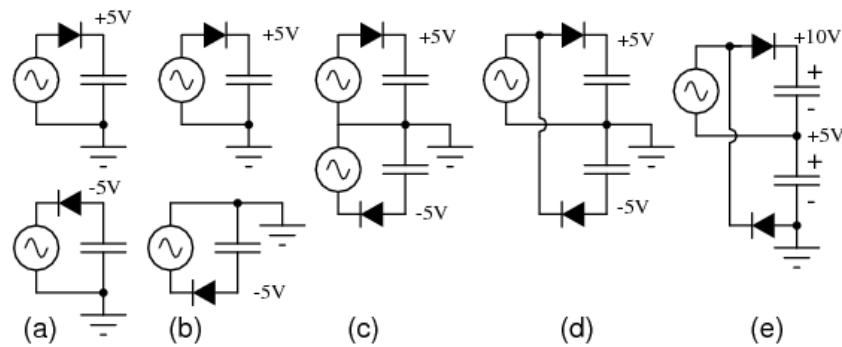 +5V
+5V
+5V
+5V
+10V
+
-
+5V
+
-
-5V
-5V
-5V
-5V
(a) (b) (c) (d) (e)